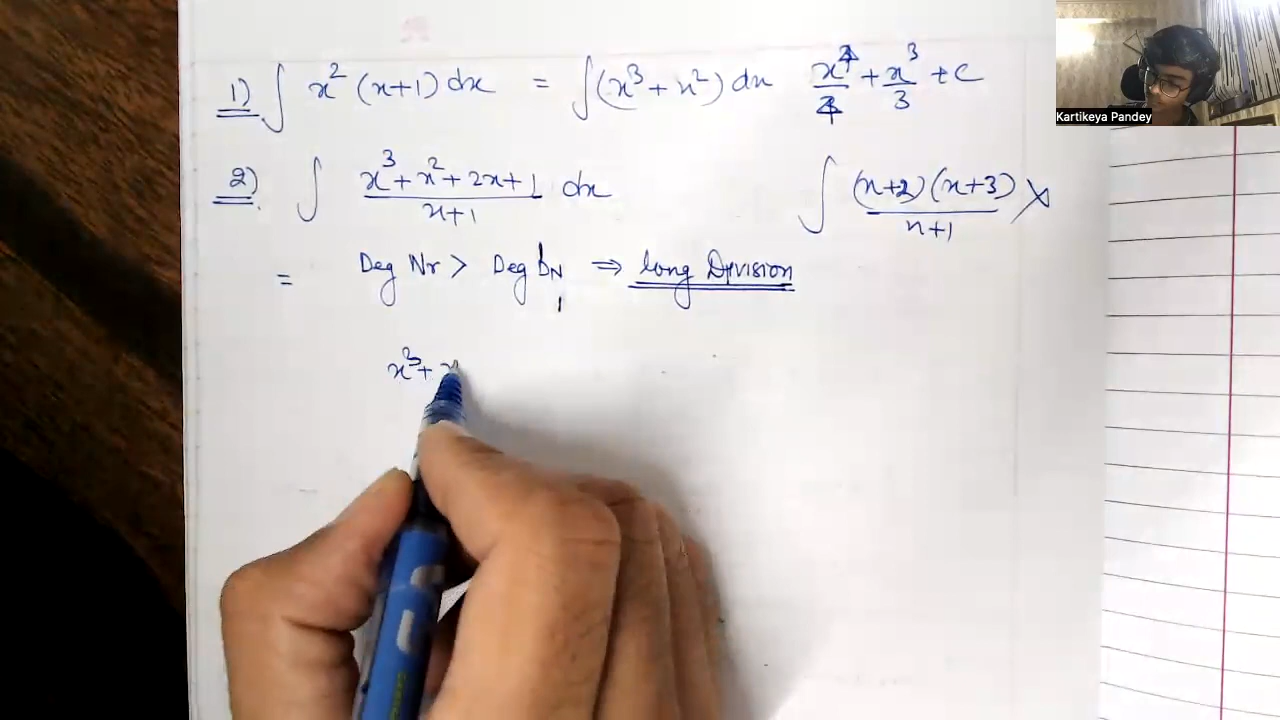 1) ∫ x² (x+1) dx = ∫(x³ + x²) dx x⁴/4 + x³/3 + c
Kartikeya Pandey
2) ∫ x³+x²+2x+1/x+1 dx ∫ (x+2)(x+3)/x+1
= Deg Nr > Deg DN ⇒ long Division
x³+ x